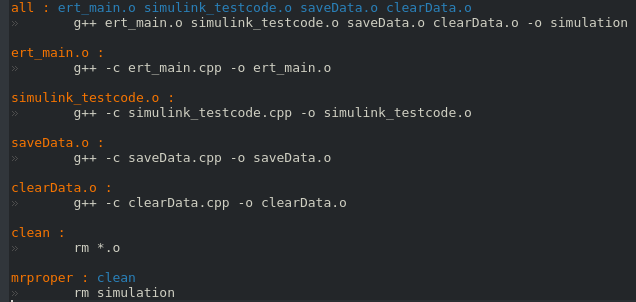 all : ert_main.o simulink_testcode.o saveData.o clearData.o
»	g++ ert_main.o simulink_testcode.o saveData.o clearData.o -o simulation
ert_main.o :
»	g++ -c ert_main.cpp -o ert_main.o
simulink_testcode.o :
»	g++ -c simulink_testcode.cpp -o simulink_testcode.o
saveData.o :
»	g++ -c saveData.cpp -o saveData.o
clearData.o :
»	g++ -c clearData.cpp -o clearData.o
clean :
»	rm *.o
mrproper : clean
»	rm simulation